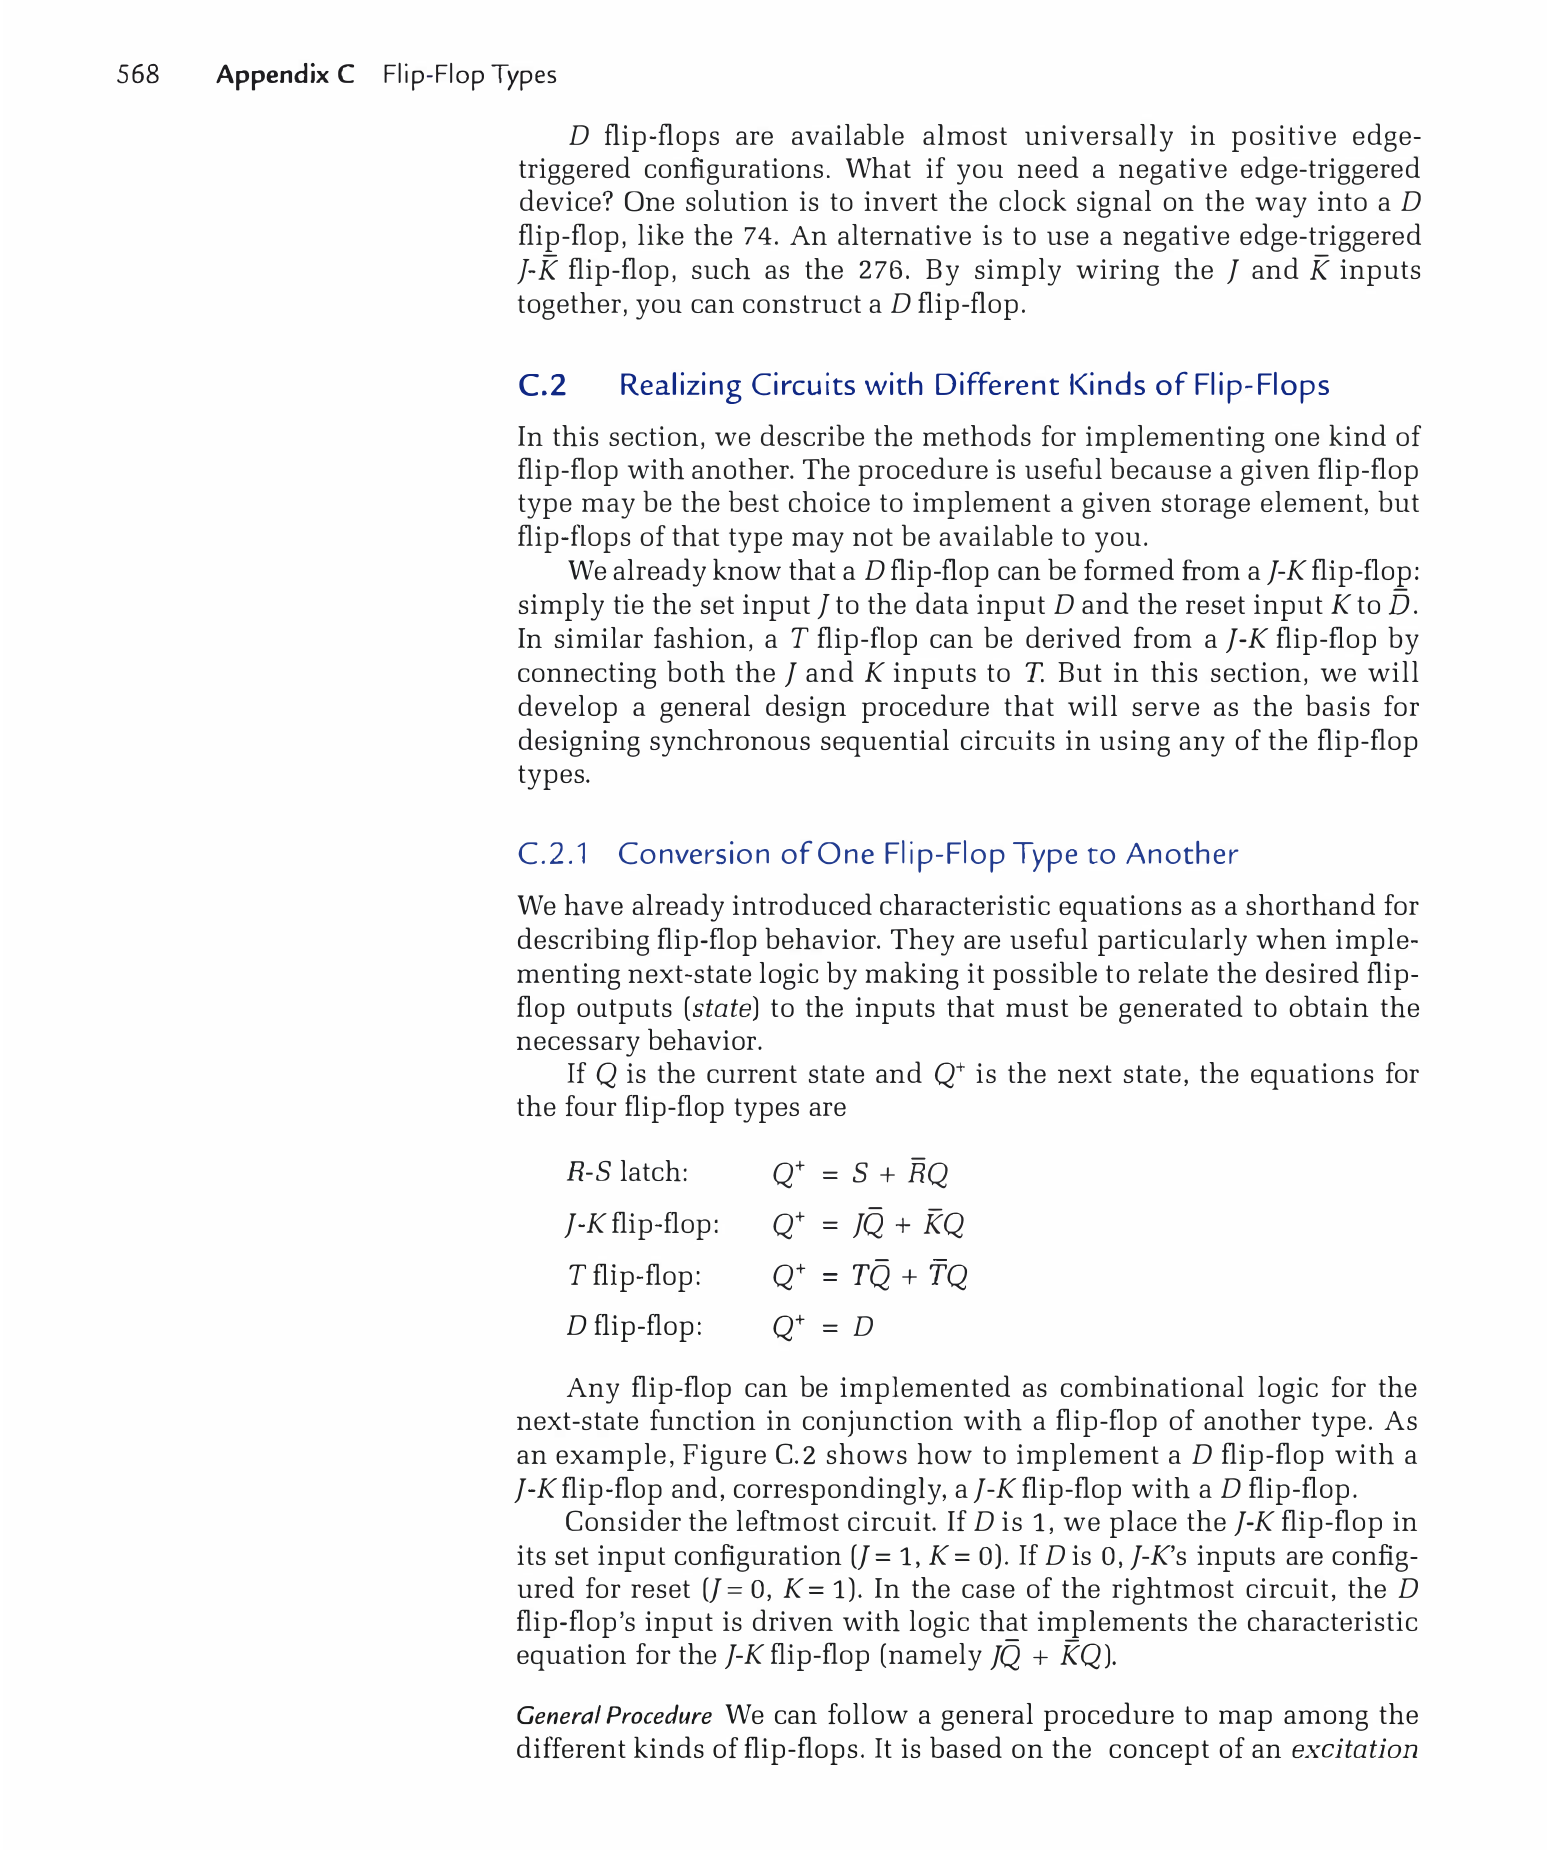 568 Appendix C Flip-Flop Types
D flip-flops are available almost universally in positive edge-
triggered configurations. What if you need a negative edge-triggered
device? One solution is to invert the clock signal on the way into a D
flip-flop, like the 74. An alternative is to use a negative edge-triggered
J-K̅ flip-flop, such as the 276. By simply wiring the J and K̅ inputs
together, you can construct a D flip-flop.
C.2 Realizing Circuits with Different Kinds of Flip-Flops
In this section, we describe the methods for implementing one kind of
flip-flop with another. The procedure is useful because a given flip-flop
type may be the best choice to implement a given storage element, but
flip-flops of that type may not be available to you.
We already know that a D flip-flop can be formed from a J-K flip-flop:
simply tie the set input J to the data input D and the reset input K to D̅.
In similar fashion, a T flip-flop can be derived from a J-K flip-flop by
connecting both the J and K inputs to T. But in this section, we will
develop a general design procedure that will serve as the basis for
designing synchronous sequential circuits in using any of the flip-flop
types.
C.2.1 Conversion of One Flip-Flop Type to Another
We have already introduced characteristic equations as a shorthand for
describing flip-flop behavior. They are useful particularly when imple-
menting next-state logic by making it possible to relate the desired flip-
flop outputs (state) to the inputs that must be generated to obtain the
necessary behavior.
If Q is the current state and Q⁺ is the next state, the equations for
the four flip-flop types are
R-S latch: Q⁺ = S + R̅Q
J-K flip-flop: Q⁺ = JQ̅ + K̅Q
T flip-flop: Q⁺ = TQ̅ + T̅Q
D flip-flop: Q⁺ = D
Any flip-flop can be implemented as combinational logic for the
next-state function in conjunction with a flip-flop of another type. As
an example, Figure C.2 shows how to implement a D flip-flop with a
J-K flip-flop and, correspondingly, a J-K flip-flop with a D flip-flop.
Consider the leftmost circuit. If D is 1, we place the J-K flip-flop in
its set input configuration (J = 1, K = 0). If D is 0, J-K's inputs are config-
ured for reset (J = 0, K = 1). In the case of the rightmost circuit, the D
flip-flop's input is driven with logic that implements the characteristic
equation for the J-K flip-flop (namely JQ̅ + K̅Q).
General Procedure We can follow a general procedure to map among the
different kinds of flip-flops. It is based on the concept of an excitation